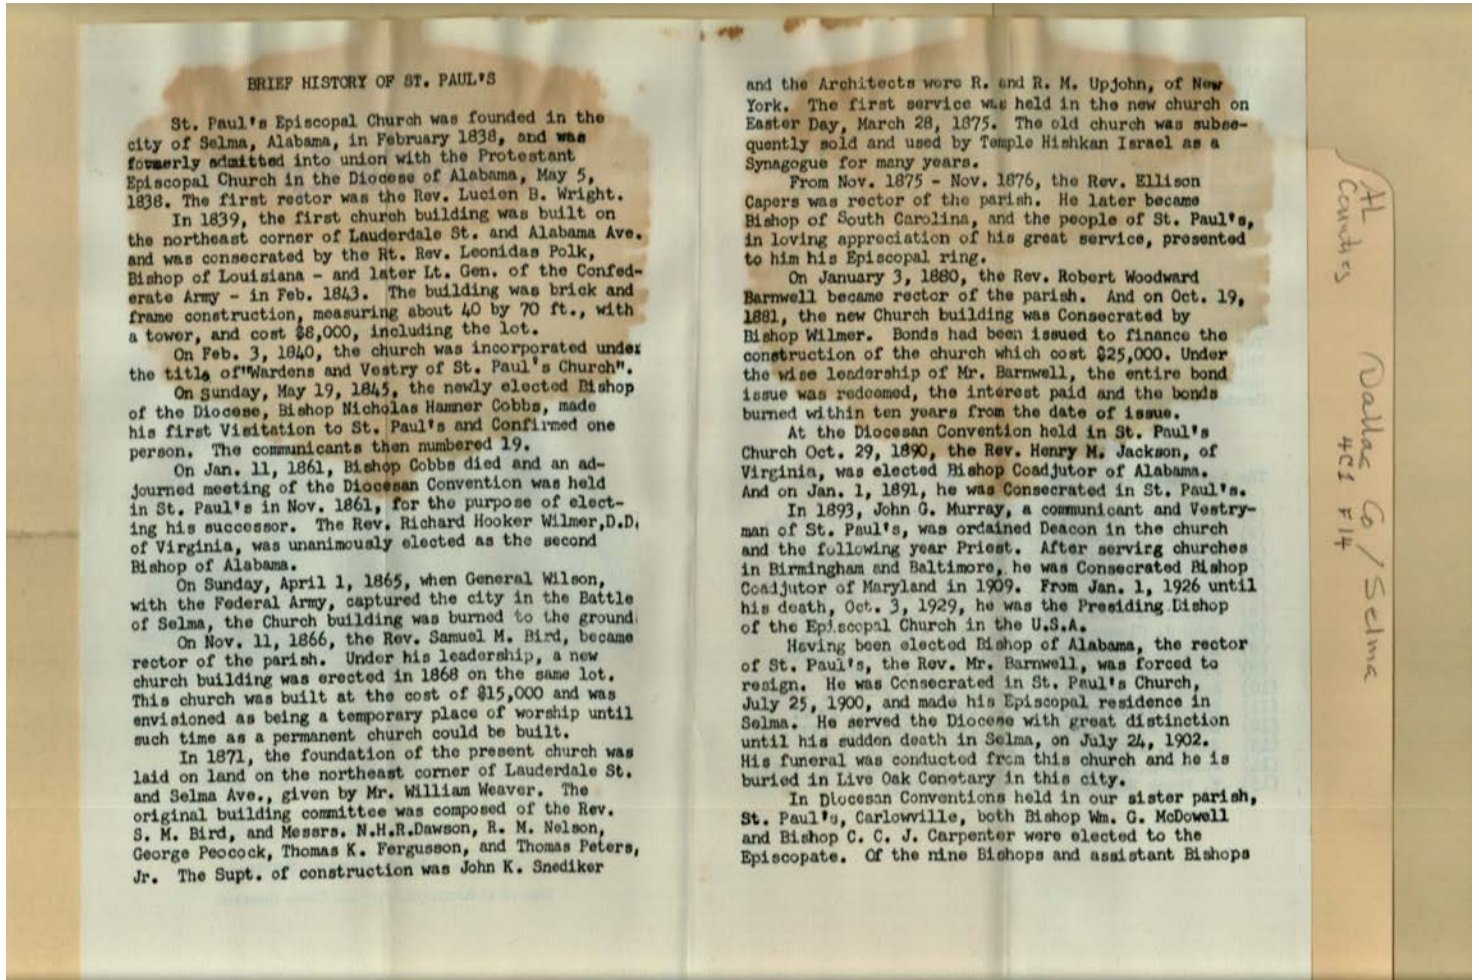 BRIEF HISTORY OF ST. PAUL'S
St. Paul's Episcopal Church was founded in the
city of Selma, Alabama, in February 1838, and was
formerly admitted into union with the Protestant
Episcopal Church in the Diocese of Alabama, May 5,
1838. The first rector was the Rev. Lucien B. Wright.
In 1839, the first church building was built on
the northeast corner of Lauderdale St. and Alabama Ave.
and was consecrated by the Rt. Rev. Leonidas Polk,
Bishop of Louisiana - and later Lt. Gen. of the Confed-
erate Army - in Feb. 1843. The building was brick and
frame construction, measuring about 40 by 70 ft., with
a tower, and cost $8,000, including the lot.
On Feb. 3, 1840, the church was incorporated under
the title of"Wardens and Vestry of St. Paul's Church".
On Sunday, May 19, 1845, the newly elected Bishop
of the Diocese, Bishop Nicholas Hamner Cobbs, made
his first Visitation to St. Paul's and Confirmed one
person. The communicants then numbered 19.
On Jan. 11, 1861, Bishop Cobbs died and an ad-
journed meeting of the Diocesan Convention was held
in St. Paul's in Nov. 1861, for the purpose of elect-
ing his successor. The Rev. Richard Hooker Wilmer,D.D.
of Virginia, was unanimously elected as the second
Bishop of Alabama.
On Sunday, April 1, 1865, when General Wilson,
with the Federal Army, captured the city in the Battle
of Selma, the Church building was burned to the ground.
On Nov. 11, 1866, the Rev. Samuel M. Bird, became
rector of the parish. Under his leadership, a new
church building was erected in 1868 on the same lot.
This church was built at the cost of $15,000 and was
envisioned as being a temporary place of worship until
such time as a permanent church could be built.
In 1871, the foundation of the present church was
laid on land on the northeast corner of Lauderdale St.
and Selma Ave., given by Mr. William Weaver. The
original building committee was composed of the Rev.
S. M. Bird, and Messrs. N.H.R.Dawson, R. M. Nelson,
George Peocock, Thomas K. Fergusson, and Thomas Peters,
Jr. The Supt. of construction was John K. Snediker
and the Architects were R. and R. M. Upjohn, of New
York. The first service was held in the new church on
Easter Day, March 28, 1875. The old church was subse-
quently sold and used by Temple Hishkan Israel as a
Synagogue for many years.
From Nov. 1875 - Nov. 1876, the Rev. Ellison
Capers was rector of the parish. He later became
Bishop of South Carolina, and the people of St. Paul's,
in loving appreciation of his great service, presented
to him his Episcopal ring.
On January 3, 1880, the Rev. Robert Woodward
Barnwell became rector of the parish. And on Oct. 19,
1881, the new Church building was Consecrated by
Bishop Wilmer. Bonds had been issued to finance the
construction of the church which cost $25,000. Under
the wise leadership of Mr. Barnwell, the entire bond
issue was redeemed, the interest paid and the bonds
burned within ten years from the date of issue.
At the Diocesan Convention held in St. Paul's
Church Oct. 29, 1890, the Rev. Henry M. Jackson, of
Virginia, was elected Bishop Coadjutor of Alabama.
And on Jan. 1, 1891, he was Consecrated in St. Paul's.
In 1893, John G. Murray, a communicant and Vestry-
man of St. Paul's, was ordained Deacon in the church
and the following year Priest. After serving churches
in Birmingham and Baltimore, he was Consecrated Bishop
Coadjutor of Maryland in 1909. From Jan. 1, 1926 until
his death, Oct. 3, 1929, he was the Presiding Bishop
of the Episcopal Church in the U.S.A.
Having been elected Bishop of Alabama, the rector
of St. Paul's, the Rev. Mr. Barnwell, was forced to
resign. He was Consecrated in St. Paul's Church,
July 25, 1900, and made his Episcopal residence in
Selma. He served the Diocese with great distinction
until his sudden death in Selma, on July 24, 1902.
His funeral was conducted from this church and he is
buried in Live Oak Cemetary in this city.
In Diocesan Conventions held in our sister parish,
St. Paul's, Carlowville, both Bishop Wm. G. McDowell
and Bishop C. C. J. Carpenter were elected to the
Episcopate. Of the nine Bishops and assistant Bishops
AL
Counties
Dallas Co/Selma
4C1 F14